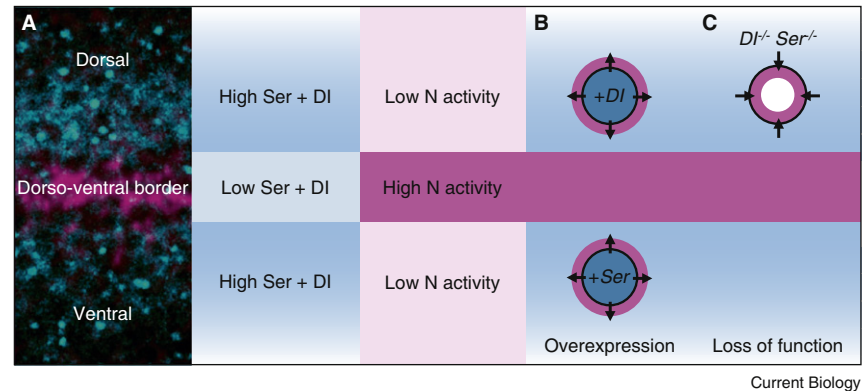 A
B
C
Dorsal
Dl-/- Ser-/-
High Ser + Dl
Low N activity
+Dl
Dorso-ventral border
Low Ser + Dl
High N activity
High Ser + Dl
Low N activity
+Ser
Ventral
Overexpression
Loss of function
Current Biology